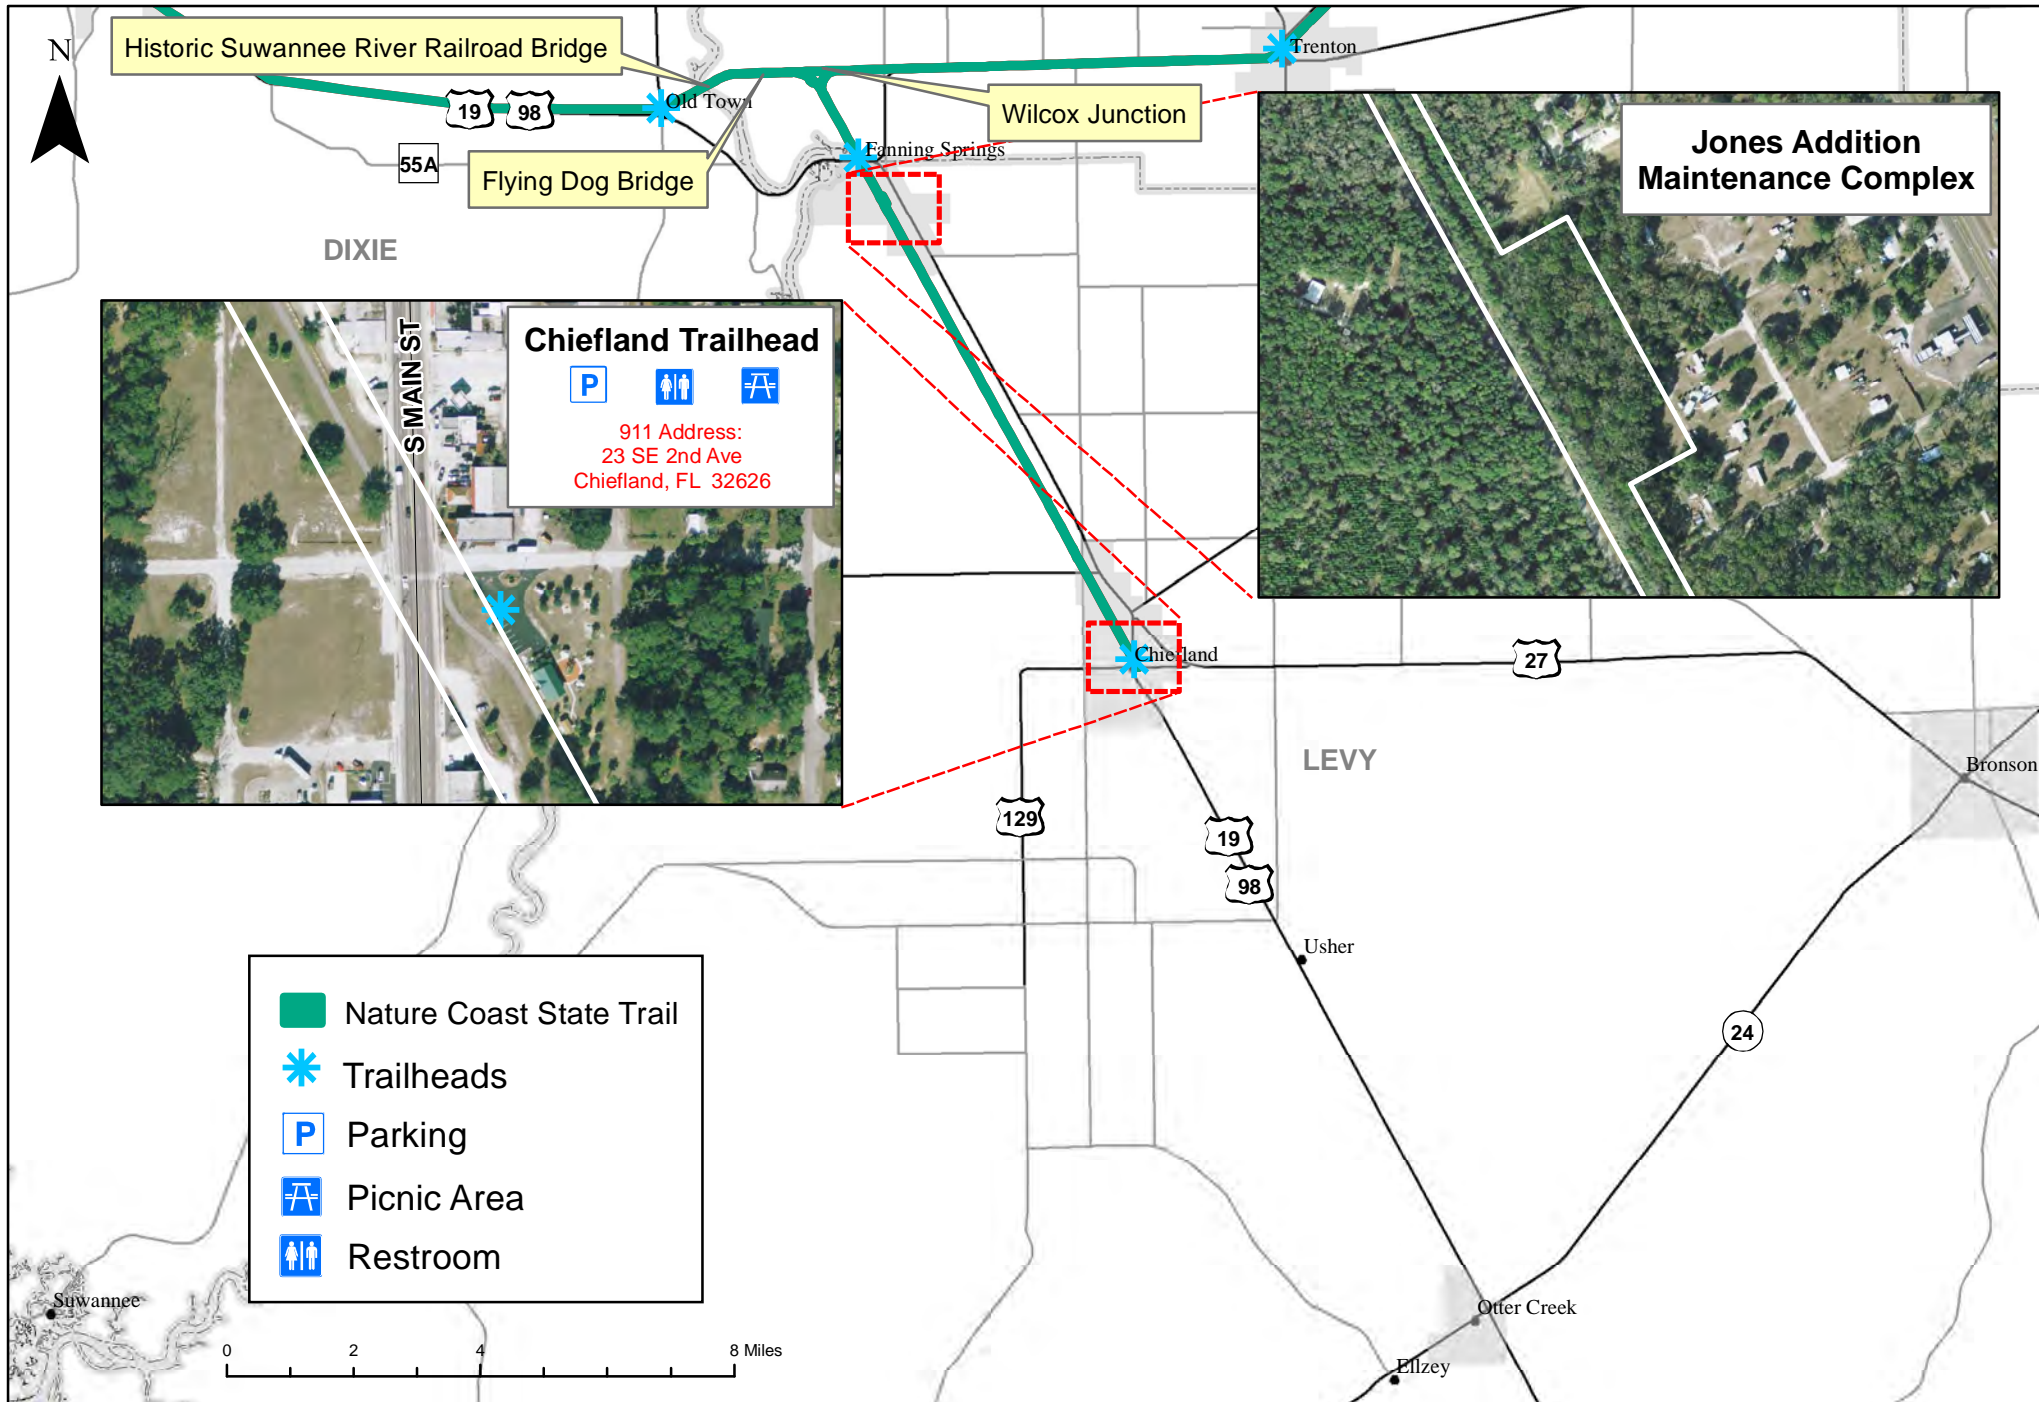 N
Historic Suwannee River Railroad Bridge
Trenton
19
98
Old Town
Wilcox Junction
55A
Flying Dog Bridge
Fanning Springs
Jones Addition
Maintenance Complex
DIXIE
S MAIN ST
Chiefland Trailhead
P
911 Address:
23 SE 2nd Ave
Chiefland, FL 32626
Chiefland
27
LEVY
Bronson
129
19
98
Usher
24
Nature Coast State Trail
Trailheads
P
Parking
Picnic Area
Restroom
Suwannee
Otter Creek
Ellzey
0
2
4
8 Miles